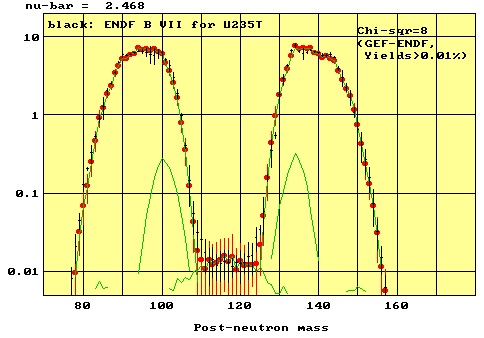 nu-bar = 2.468
black: ENDF B VII for U235T
Chi-sqr=8
(GEF-ENDF,
Yields>0.01%)
10
1
0.1
0.01
80 100 120 140 160
Post-neutron mass